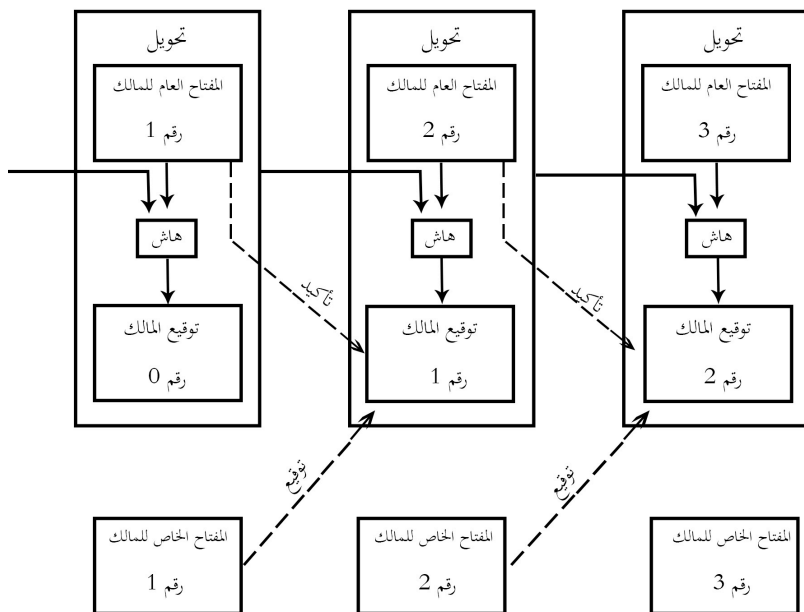 تحويل
المفتاح العام للمالك
رقم 1
هاش
توقيع المالك
رقم 0
تحويل
المفتاح العام للمالك
رقم 2
هاش
توقيع المالك
رقم 1
تحويل
المفتاح العام للمالك
رقم 3
هاش
توقيع المالك
رقم 2
تأكيد
تأكيد
توقيع
توقيع
المفتاح الخاص للمالك
رقم 1
المفتاح الخاص للمالك
رقم 2
المفتاح الخاص للمالك
رقم 3